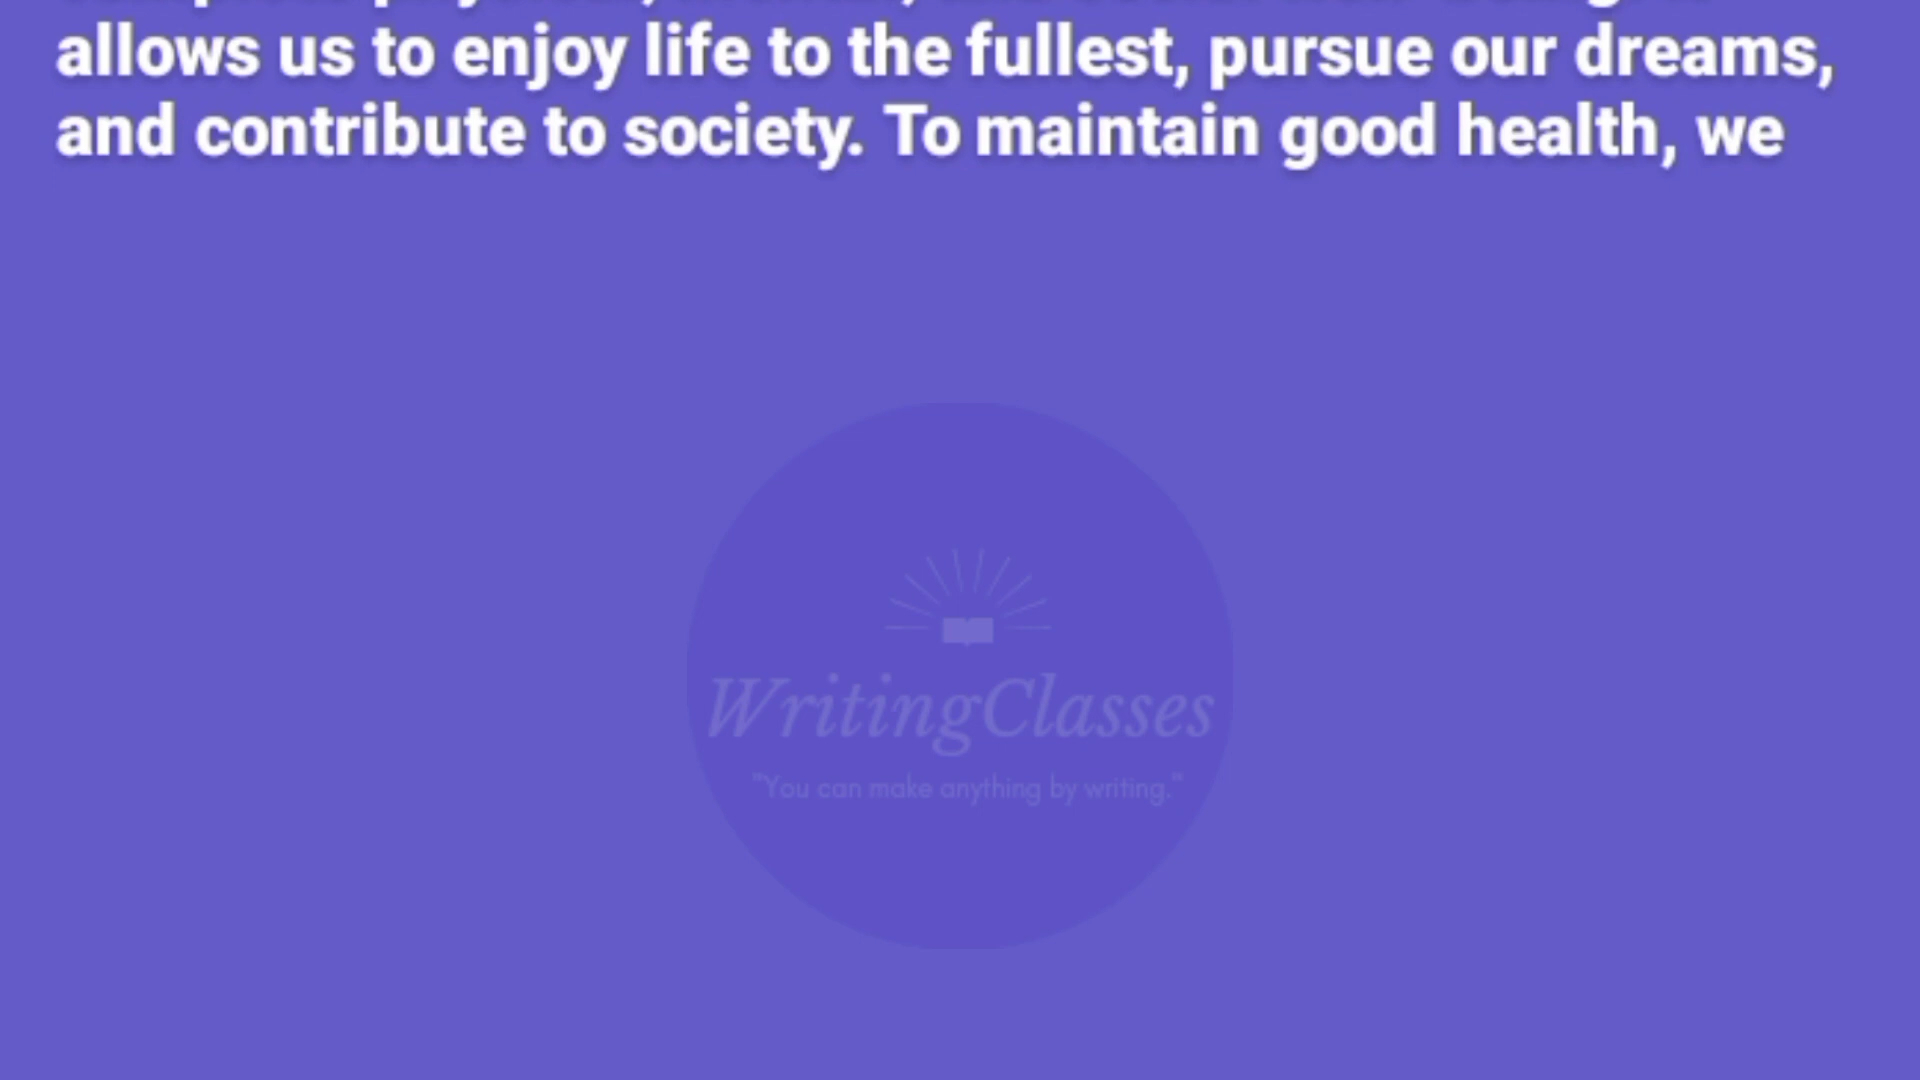 allows us to enjoy life to the fullest, pursue our dreams,
and contribute to society. To maintain good health, we
WritingClasses
"You can make anything by writing."